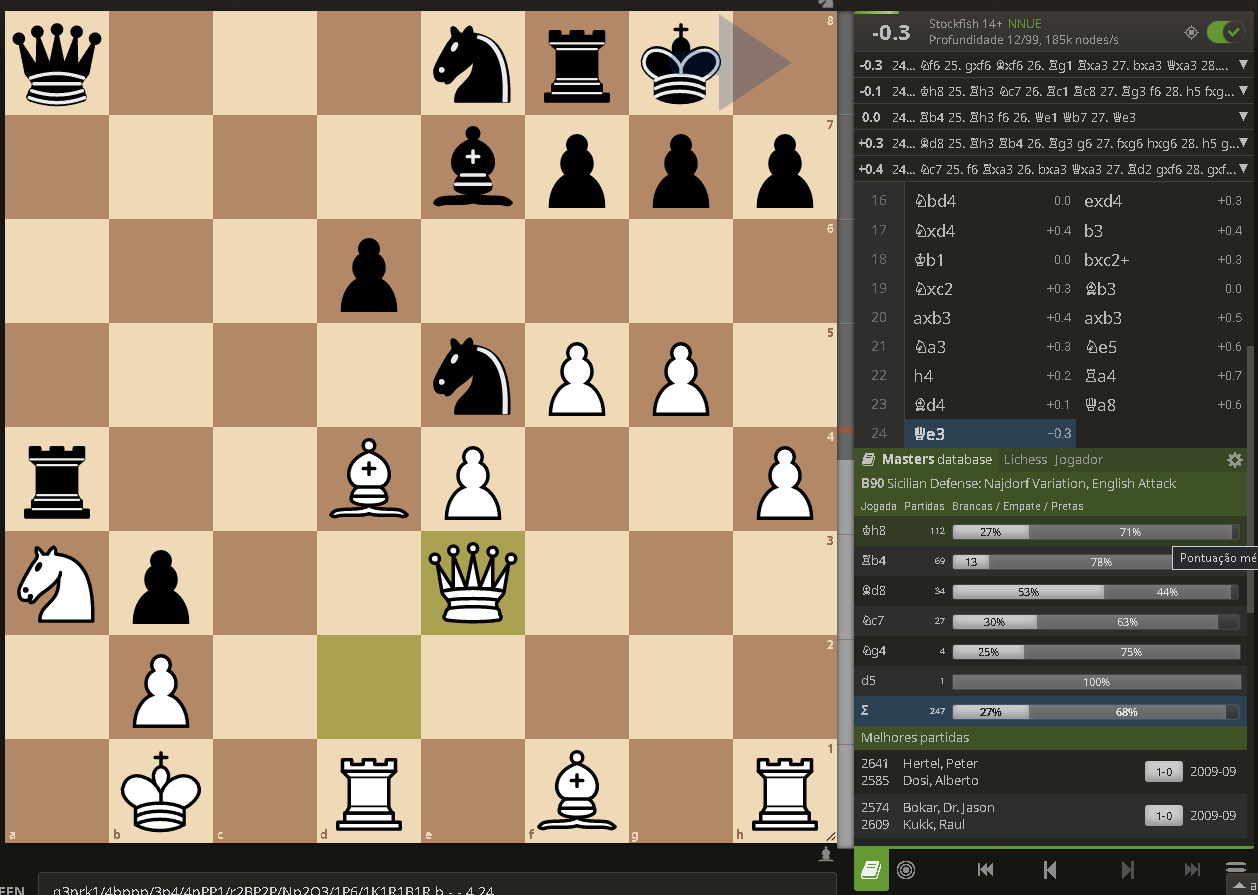 8
7
6
5
4
3
2
1
a
b
c
d
e
f
g
h
FEN q3nrk1/4bppp/3p4/4nPP1/r2BP2P/Np2Q3/1P6/1K1R1B1R b - - 4 24
-0.3
Stockfish 14+ NNUE
Profundidade 12/99, 185k nodes/s
-0.3 24... ♘f6 25. gxf6 ♗xf6 26. ♖g1 ♖xa3 27. bxa3 ♕xa3 28....
-0.1 24... ♔h8 25. ♖h3 ♘c7 26. ♖c1 ♖c8 27. ♖g3 f6 28. h5 fxg...
0.0 24... ♖b4 25. ♖h3 f6 26. ♕e1 ♕b7 27. ♕e3
+0.3 24... ♗d8 25. ♖h3 ♖b4 26. ♖g3 g6 27. fxg6 hxg6 28. h5 g...
+0.4 24... ♘c7 25. f6 ♖xa3 26. bxa3 ♕xa3 27. ♖d2 gxf6 28. gxf...
16 ♘bd4 0.0 exd4 +0.3
17 ♘xd4 +0.4 b3 +0.4
18 ♔b1 0.0 bxc2+ +0.3
19 ♘xc2 +0.3 ♗b3 0.0
20 axb3 +0.4 axb3 +0.5
21 ♘a3 +0.3 ♘e5 +0.6
22 h4 +0.2 ♖a4 +0.7
23 ♗d4 +0.1 ♕a8 +0.6
24 ♕e3 −0.3
Masters database Lichess Jogador
B90 Sicilian Defense: Najdorf Variation, English Attack
Jogada Partidas Brancas / Empate / Pretas
♔h8 112 27% 71%
Pontuação mé
♖b4 69 13 78%
♗d8 34 53% 44%
♘c7 27 30% 63%
♘g4 4 25% 75%
d5 1 100%
Σ 247 27% 68%
Melhores partidas
2641 Hertel, Peter
2585 Dosi, Alberto
1-0 2009-09
2574 Bokar, Dr. Jason
2609 Kukk, Raul
1-0 2009-09